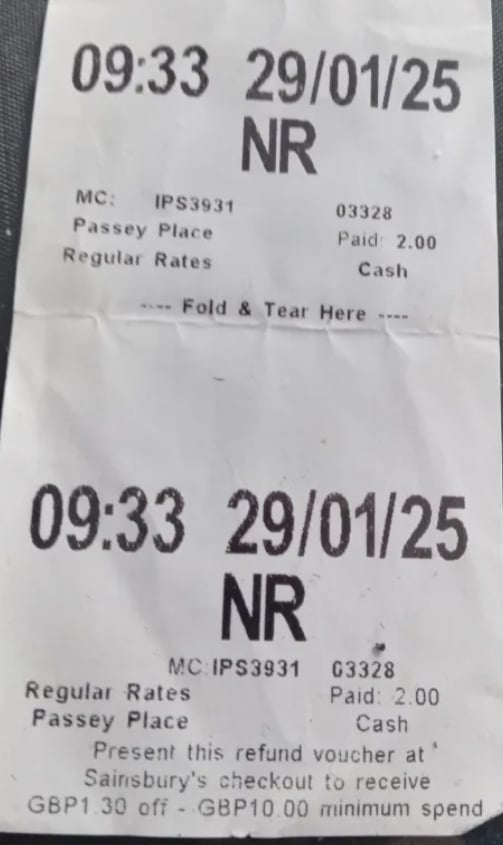 09:33 29/01/25
NR
MC: IPS3931 03328
Passey Place Paid: 2.00
Regular Rates Cash
---- Fold & Tear Here ----
09:33 29/01/25
NR
MC:IPS3931 03328
Regular Rates Paid: 2.00
Passey Place Cash
Present this refund voucher at
Sainsbury's checkout to receive
GBP1.30 off - GBP10.00 minimum spend